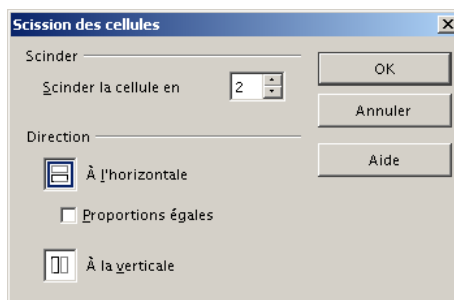 Scission des cellules
Scinder
Scinder la cellule en
2
OK
Annuler
Direction
Aide
À l'horizontale
Proportions égales
À la verticale